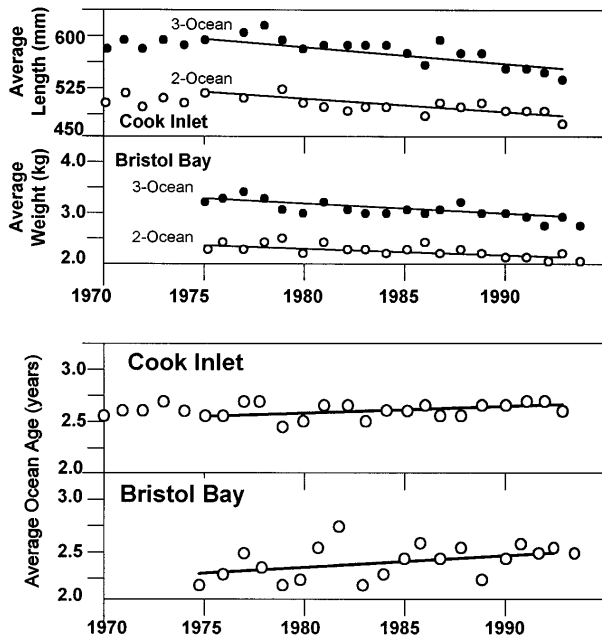 Average
Length (mm)
600
525
450
3-Ocean
2-Ocean
Cook Inlet
Average
Weight (kg)
4.0
3.0
2.0
Bristol Bay
3-Ocean
2-Ocean
1970 1975 1980 1985 1990
Average Ocean Age (years)
3.0
2.5
2.0
Cook Inlet
3.0
2.5
2.0
Bristol Bay
1970 1975 1980 1985 1990